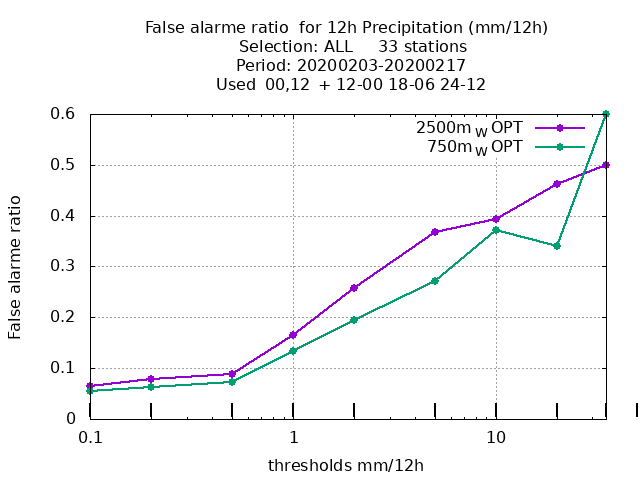 False alarme ratio  for 12h Precipitation (mm/12h)
Selection: ALL     33 stations
Period: 20200203-20200217
Used  00,12  + 12-00 18-06 24-12
2500m W OPT
750m W OPT
0.6
0.5
0.4
0.3
0.2
0.1
0
False alarme ratio
0.1 1 10
thresholds mm/12h